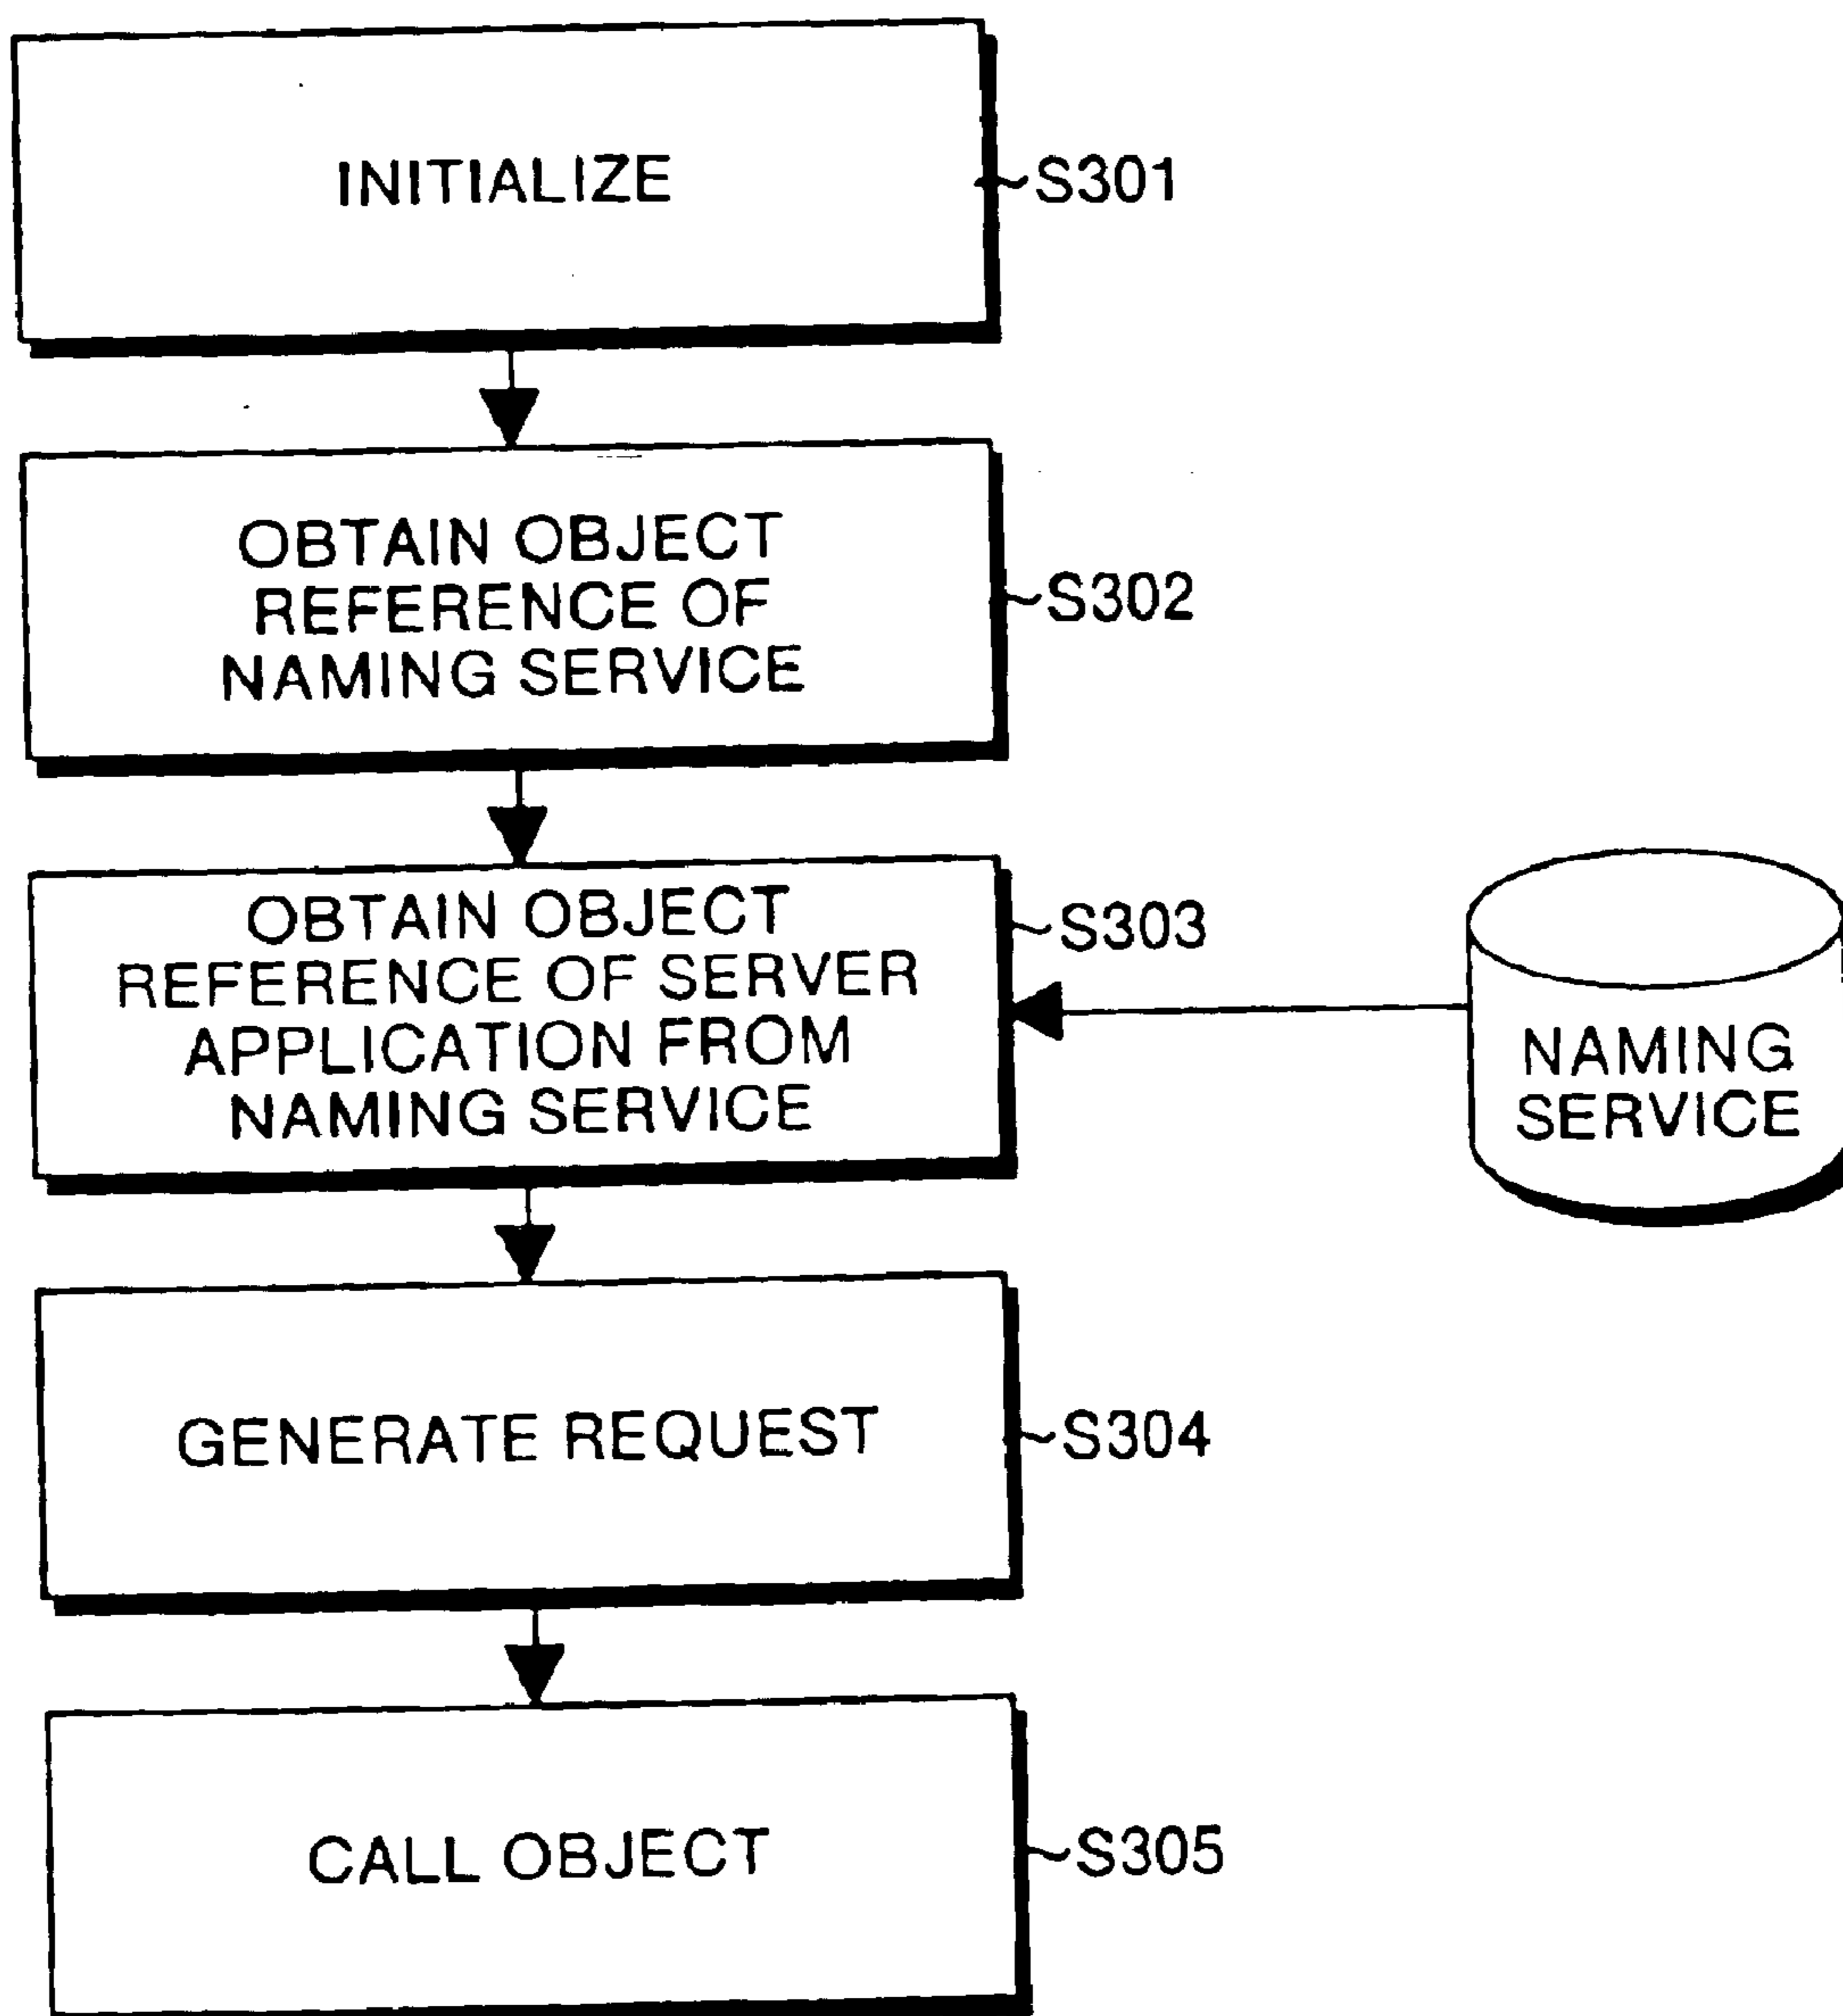 INITIALIZE
S301
OBTAIN OBJECT
REFERENCE OF
NAMING SERVICE
S302
OBTAIN OBJECT
REFERENCE OF SERVER
APPLICATION FROM
NAMING SERVICE
S303
NAMING
SERVICE
GENERATE REQUEST
S304
CALL OBJECT
S305